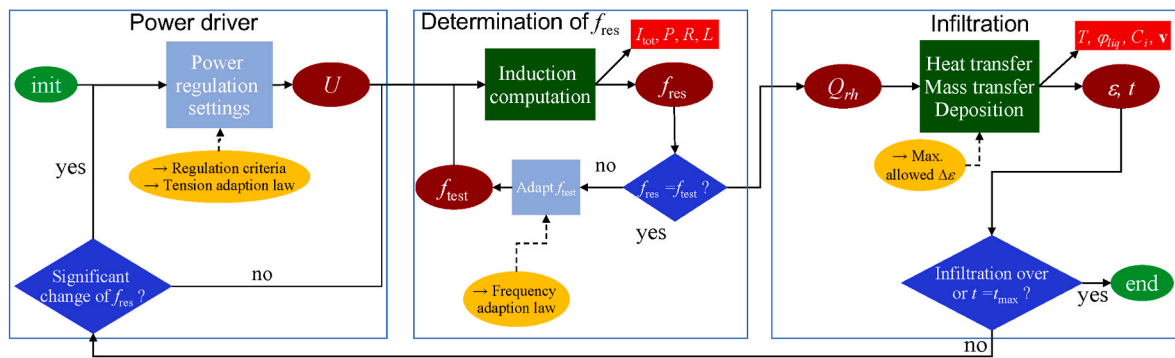 Power driver
init
Power
regulation
settings
U
→ Regulation criteria
→ Tension adaption law
yes
Significant
change of fres ?
no
Determination of fres
Itot, P, R, L
Induction
computation
fres
ftest
Adapt ftest
no
fres =ftest ?
yes
→ Frequency
adaption law
Infiltration
T, φliq, Ci, v
Qrh
Heat transfer
Mass transfer
Deposition
ε, t
→ Max.
allowed Δε
Infiltration over
or t =tmax ?
yes
end
no